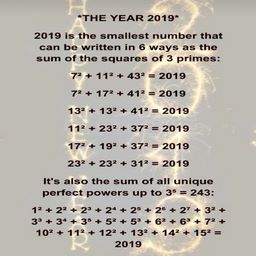 *THE YEAR 2019*
2019 is the smallest number that
can be written in 6 ways as the
sum of the squares of 3 primes:
7² + 11² + 43² = 2019
7² + 17² + 41² = 2019
13² + 13² + 41² = 2019
11² + 23² + 37² = 2019
17² + 19² + 37² = 2019
23² + 23² + 31² = 2019
It's also the sum of all unique
perfect powers up to 3⁵ = 243:
1² + 2² + 2³ + 2⁴ + 2⁵ + 2⁶ + 2⁷ + 3² +
3³ + 3⁴ + 3⁵ + 5² + 5³ + 6² + 6³ + 7² +
10² + 11² + 12² + 13² + 14² + 15² =
2019